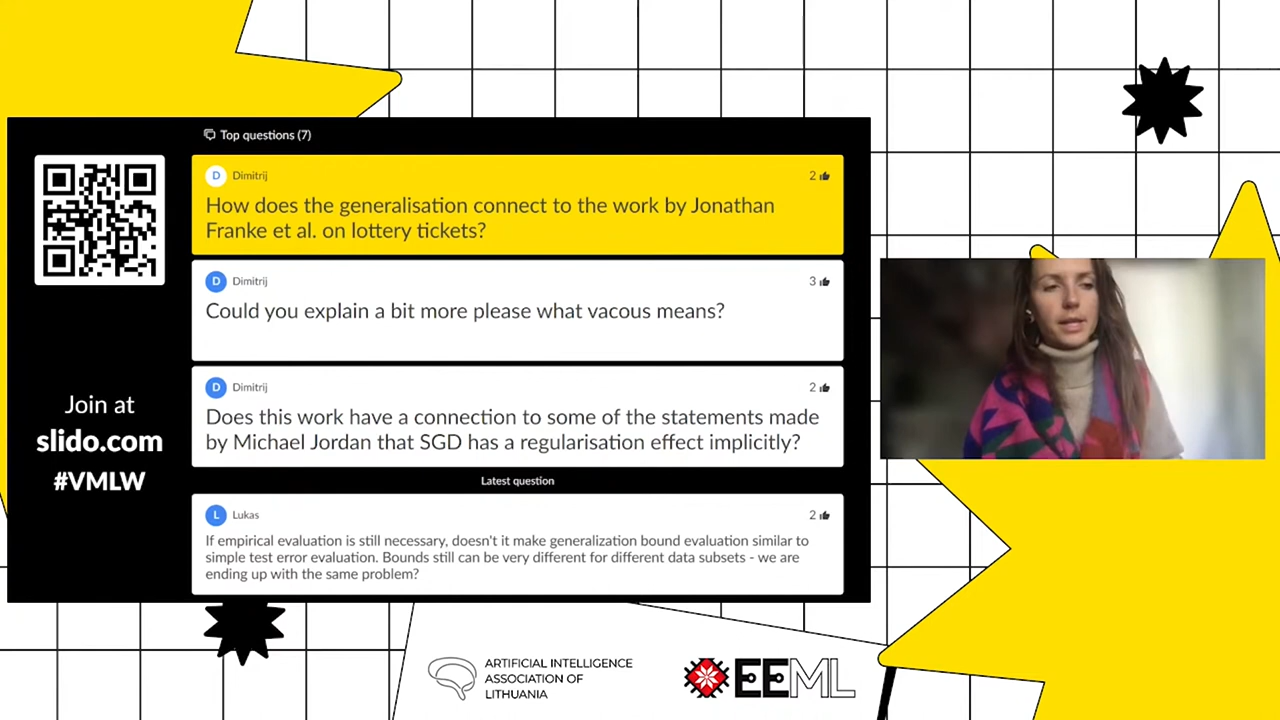 Top questions (7)
D Dimitrij
2
How does the generalisation connect to the work by Jonathan
Franke et al. on lottery tickets?
D Dimitrij
3
Could you explain a bit more please what vacous means?
D Dimitrij
2
Does this work have a connection to some of the statements made
by Michael Jordan that SGD has a regularisation effect implicitly?
Latest question
L Lukas
2
If empirical evaluation is still necessary, doesn't it make generalization bound evaluation similar to
simple test error evaluation. Bounds still can be very different for different data subsets - we are
ending up with the same problem?
Join at
slido.com
#VMLW
ARTIFICIAL INTELLIGENCE
ASSOCIATION OF
LITHUANIA
EEML